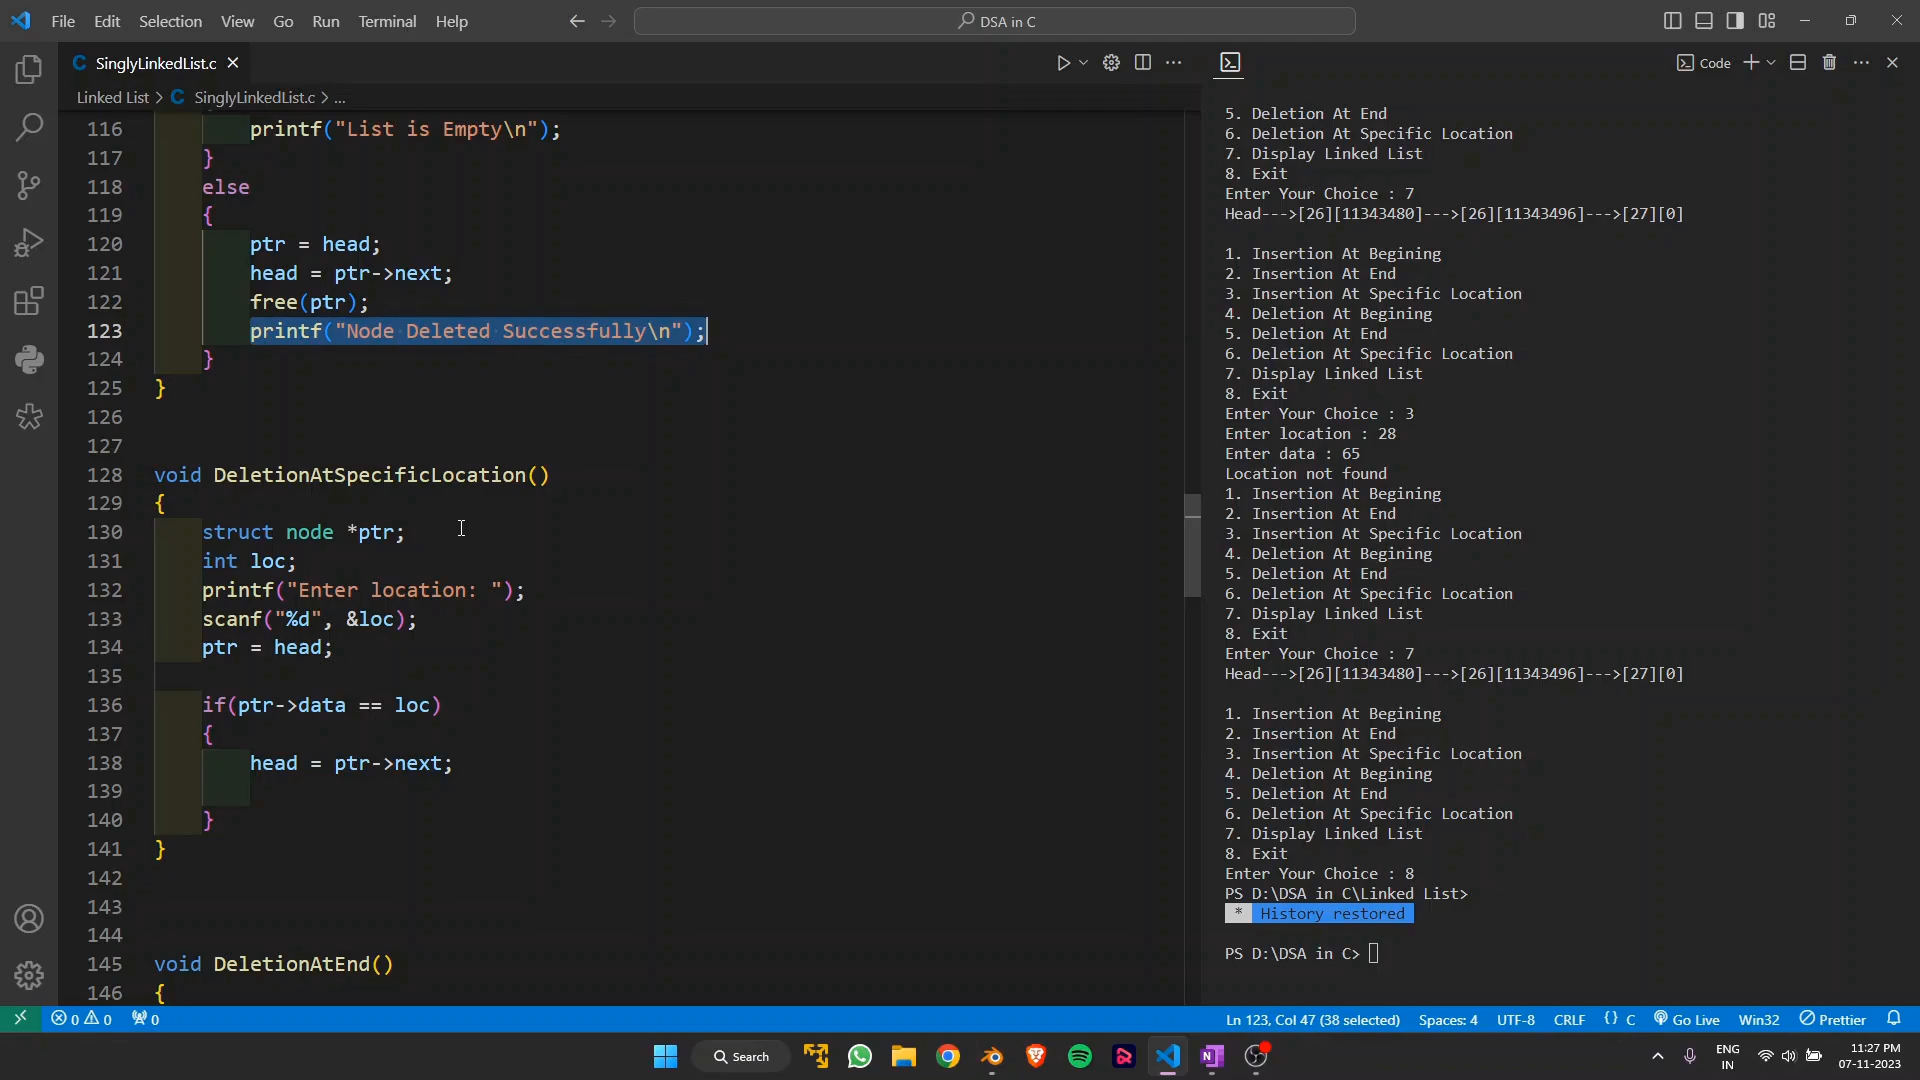 File Edit Selection View Go Run Terminal Help
DSA in C
SinglyLinkedList.c
Code
Linked List > C SinglyLinkedList.c > ...
116 printf("List is Empty\n");
117 }
118 else
119 {
120 ptr = head;
121 head = ptr->next;
122 free(ptr);
123 printf("Node Deleted Successfully\n");
124 }
125 }
126
127
128 void DeletionAtSpecificLocation()
129 {
130 struct node *ptr;
131 int loc;
132 printf("Enter location: ");
133 scanf("%d", &loc);
134 ptr = head;
135
136 if(ptr->data == loc)
137 {
138 head = ptr->next;
139
140 }
141 }
142
143
144
145 void DeletionAtEnd()
146 {
5. Deletion At End
6. Deletion At Specific Location
7. Display Linked List
8. Exit
Enter Your Choice : 7
Head--->[26][11343480]--->[26][11343496]--->[27][0]
1. Insertion At Begining
2. Insertion At End
3. Insertion At Specific Location
4. Deletion At Begining
5. Deletion At End
6. Deletion At Specific Location
7. Display Linked List
8. Exit
Enter Your Choice : 3
Enter location : 28
Enter data : 65
Location not found
1. Insertion At Begining
2. Insertion At End
3. Insertion At Specific Location
4. Deletion At Begining
5. Deletion At End
6. Deletion At Specific Location
7. Display Linked List
8. Exit
Enter Your Choice : 7
Head--->[26][11343480]--->[26][11343496]--->[27][0]
1. Insertion At Begining
2. Insertion At End
3. Insertion At Specific Location
4. Deletion At Begining
5. Deletion At End
6. Deletion At Specific Location
7. Display Linked List
8. Exit
Enter Your Choice : 8
PS D:\DSA in C\Linked List>
* History restored
PS D:\DSA in C>
0 0 0 Ln 123, Col 47 (38 selected) Spaces: 4 UTF-8 CRLF {} C Go Live Win32 Prettier
Search
ENG
IN
11:27 PM
07-11-2023